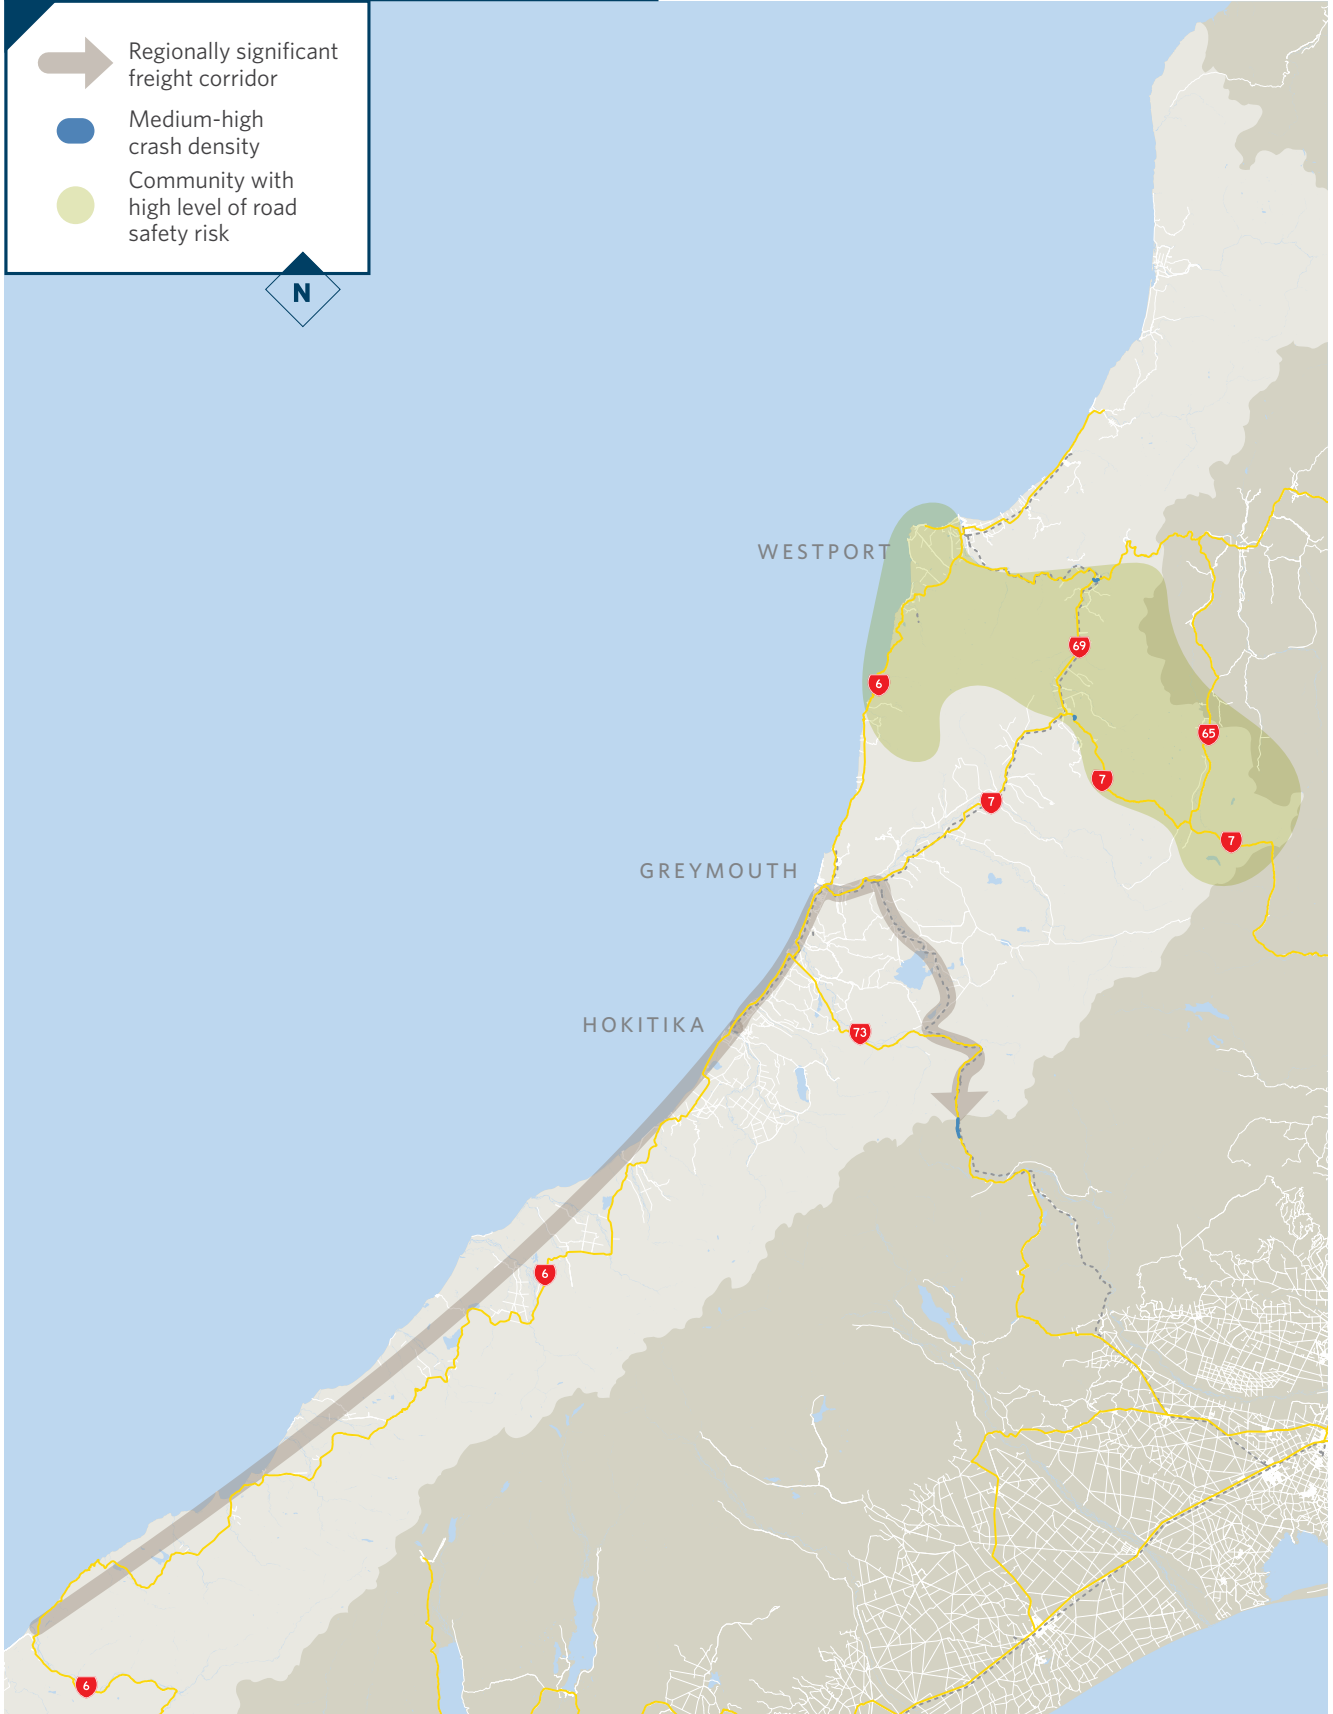 Regionally significant
freight corridor
Medium-high
crash density
Community with
high level of road
safety risk
N
WESTPORT
69
6
65
7
7
7
GREYMOUTH
HOKITIKA
73
6
6